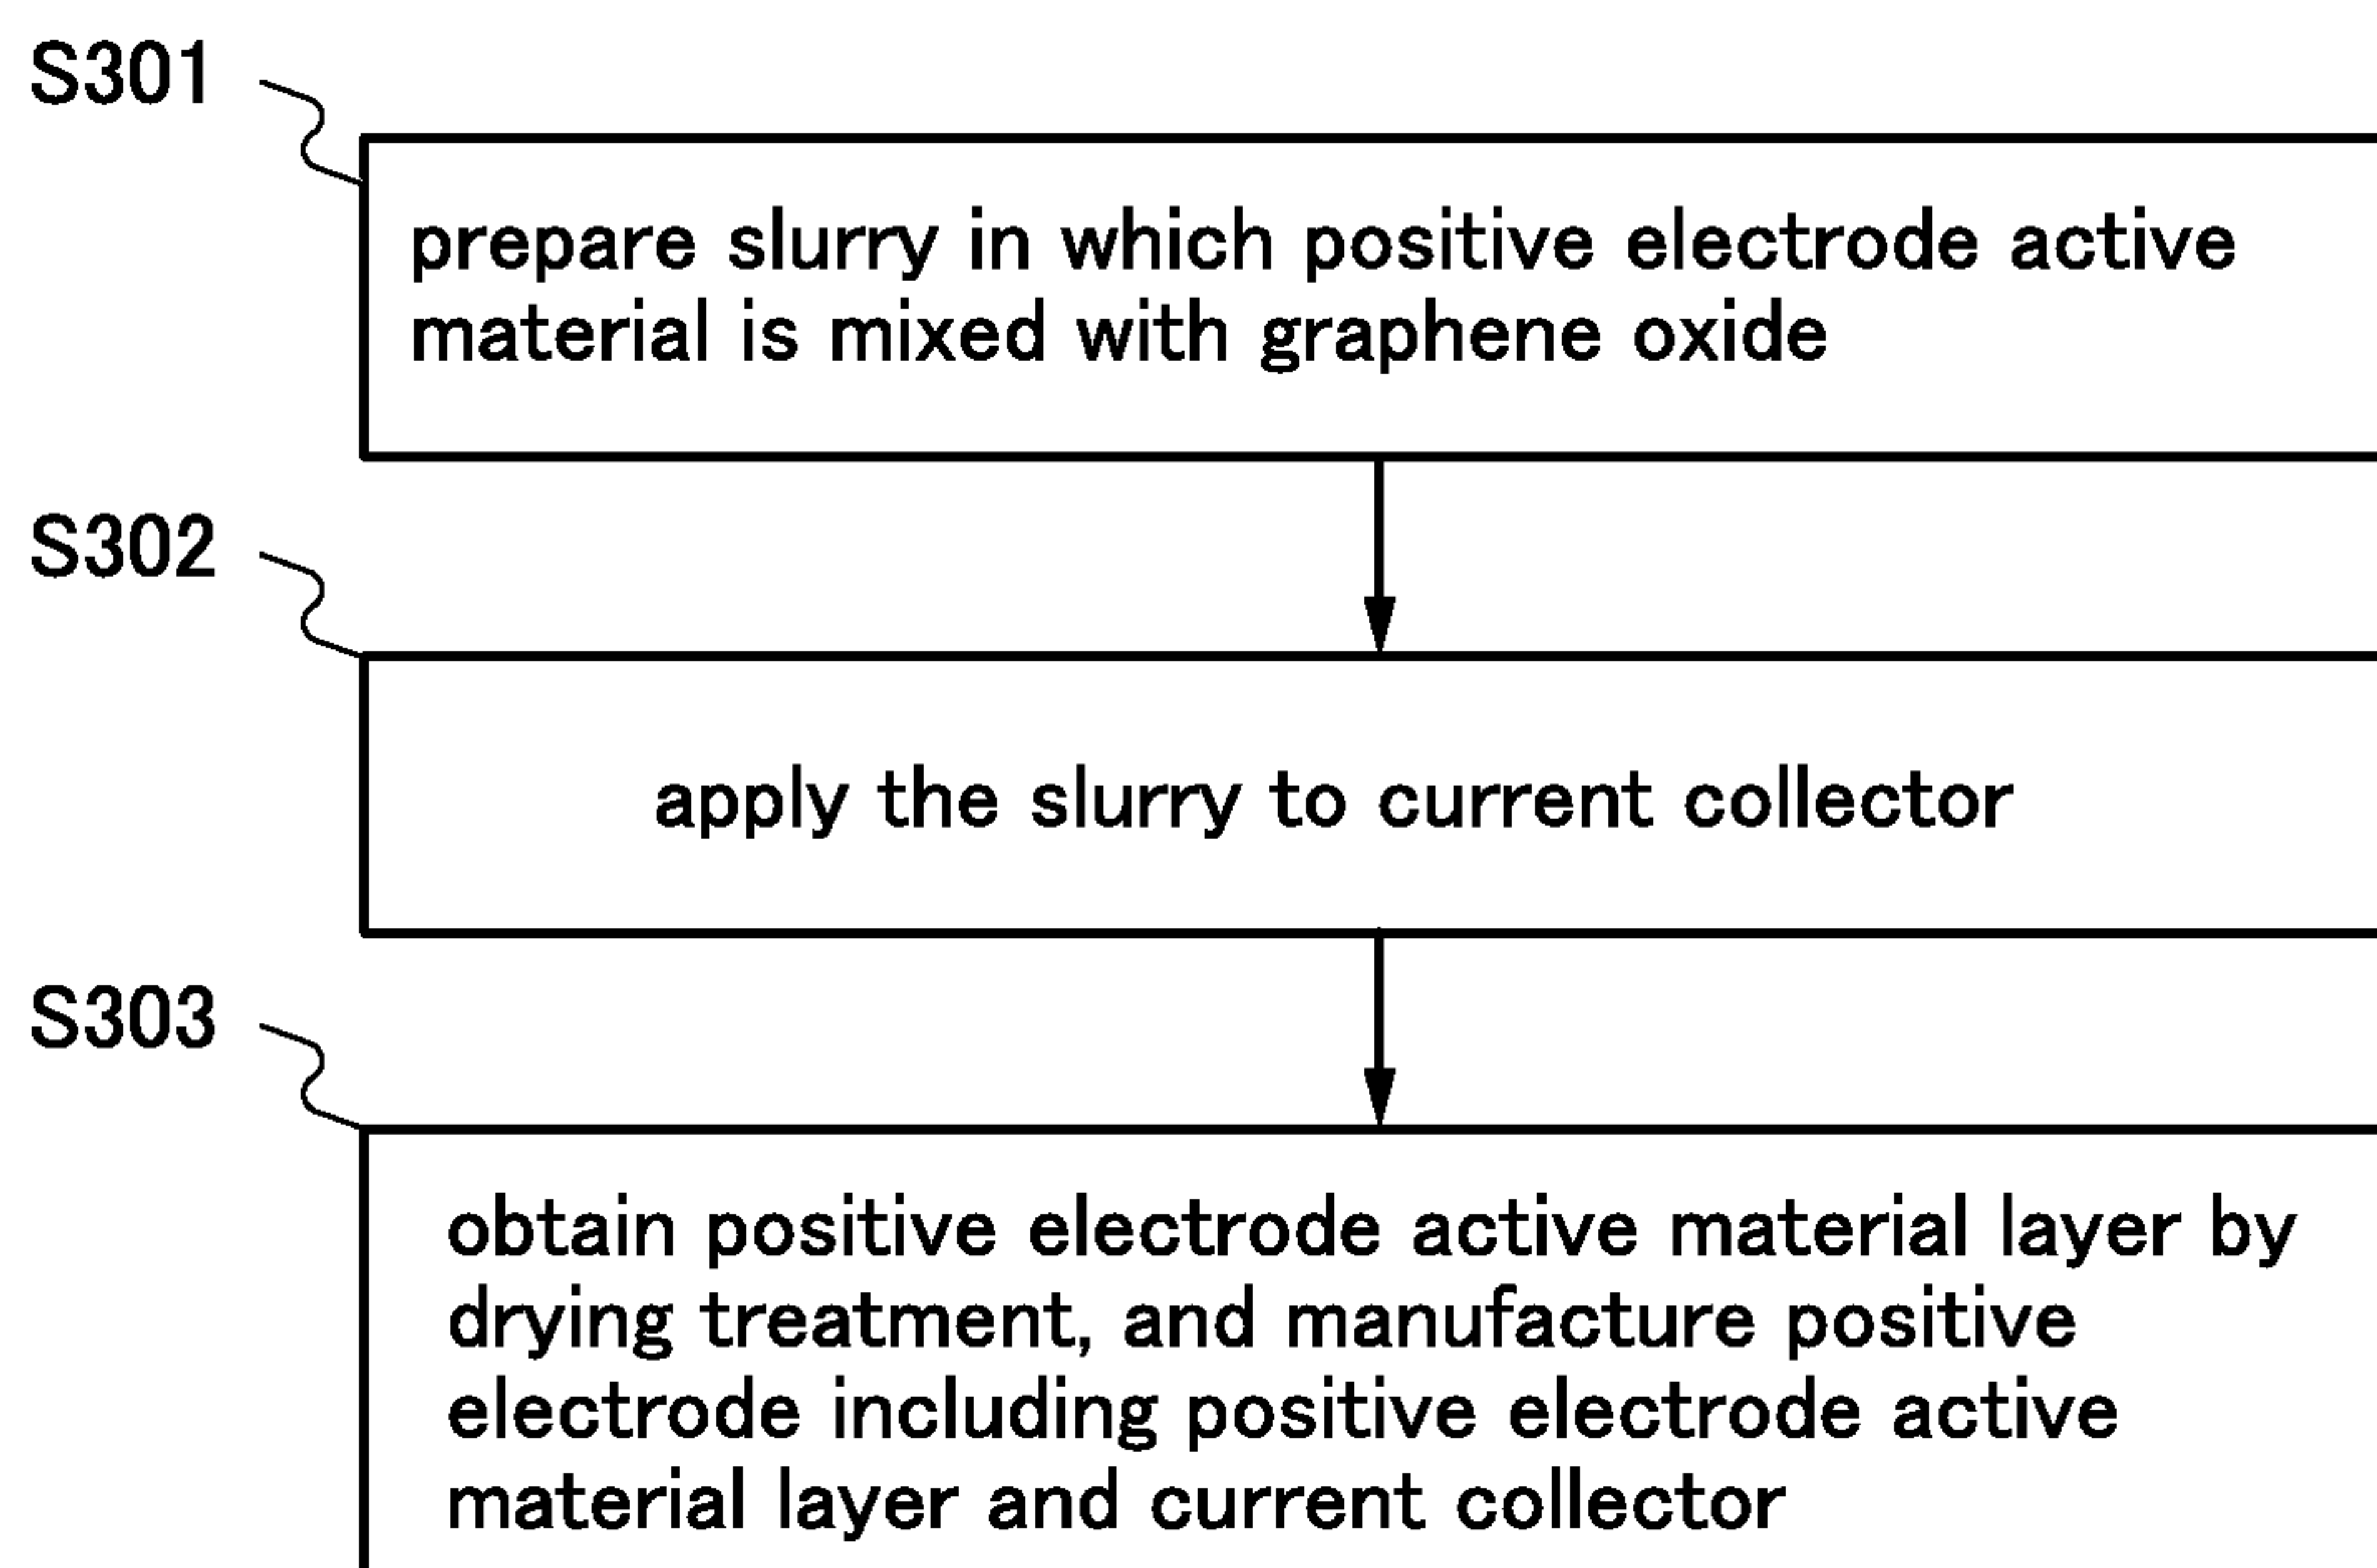 S301
prepare slurry in which positive electrode active
material is mixed with graphene oxide
S302
apply the slurry to current collector
S303
obtain positive electrode active material layer by
drying treatment, and manufacture positive
electrode including positive electrode active
material layer and current collector